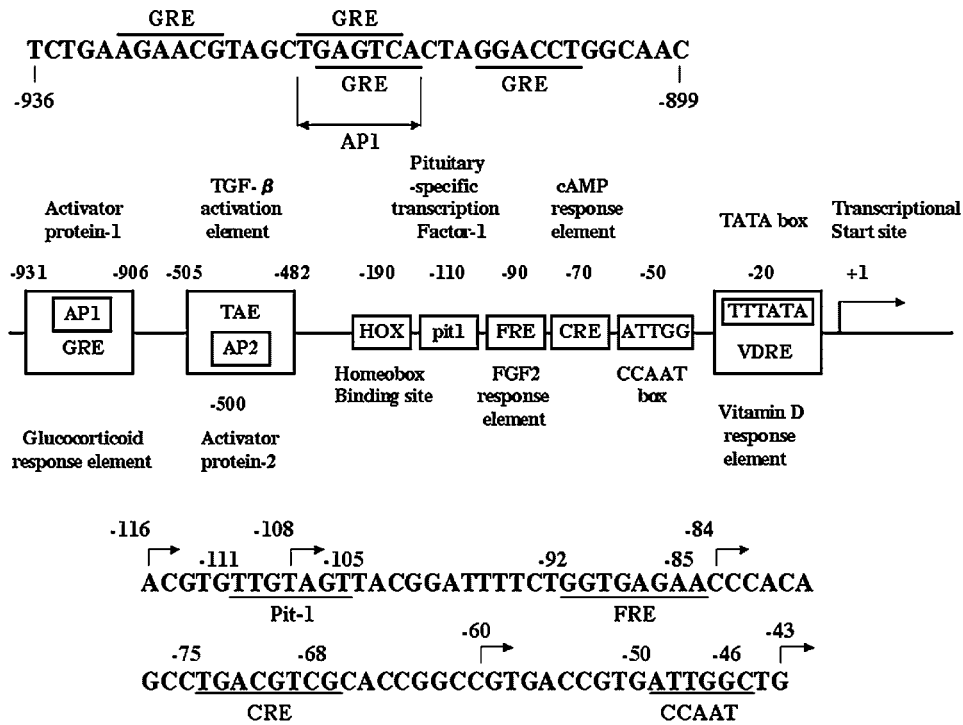 GRE GRE
TCTGAAGAACGTAGCTGAGTCACTAGGACCTGGCAAC
GRE GRE
-936 -899
AP1
Activator
protein-1
TGF-β
activation
element
Pituitary
-specific
transcription
Factor-1
cAMP
response
element
TATA box
Transcriptional
Start site
-931 -906 -505 -482 -190 -110 -90 -70 -50 -20 +1
AP1
GRE
TAE
AP2
HOX pit1 FRE CRE ATTGG
TTTATA
VDRE
Homeobox
Binding site
FGF2
response
element
CCAAT
box
-500
Glucocorticoid
response element
Activator
protein-2
Vitamin D
response
element
-116 -108 -84
-111 -105 -92 -85
ACGTGTTGTAGTTACGGATTTTCTGGTGAGAACCCACA
Pit-1 FRE
-60 -43
-75 -68 -50 -46
GCCTGACGTCGCACCGGCCGTGACCGTGATTGGCTG
CRE CCAAT